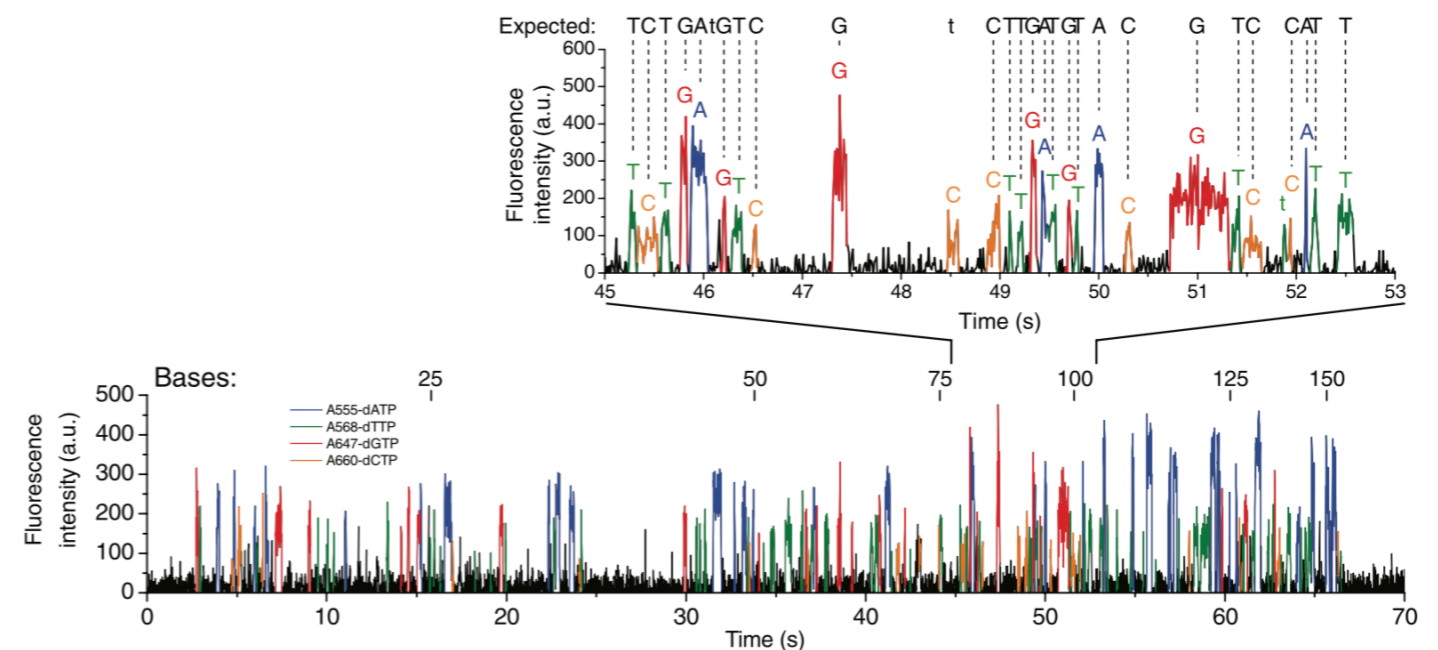 Expected: T C T G A t G T C G t C T T G A T G T A C G T C C A T T
600
500
400
300
200
100
0
Fluorescence
intensity (a.u.)
G
G
A
T
C
T
G
T
C
C
C
T
T
G
A
T
G
T
A
C
G
T
C
t
C
A
T
T
45 46 47 48 49 50 51 52 53
Time (s)
Bases: 25 50 75 100 125 150
500
400
300
200
100
0
Fluorescence
intensity (a.u.)
A555-dATP
A568-dTTP
A647-dGTP
A660-dCTP
0 10 20 30 40 50 60 70
Time (s)